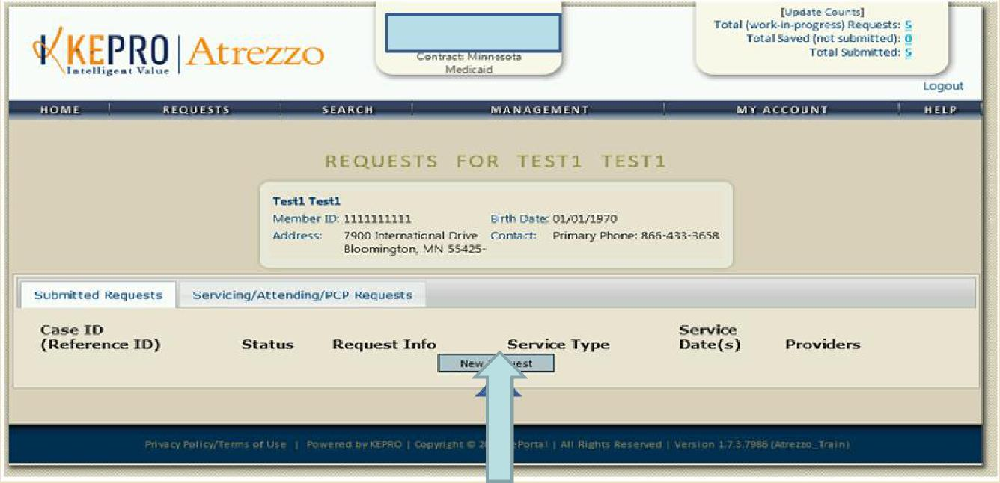 [Update Counts]
Total (work-in-progress) Requests: 5
Total Saved (not submitted): 0
Total Submitted: 5
KEPRO | Atrezzo
Intelligent Value
Contract: Minnesota
Medicaid
Logout
HOME | REQUESTS | SEARCH | MANAGEMENT | MY ACCOUNT | HELP
REQUESTS FOR TEST1 TEST1
Test1 Test1
Member ID: 1111111111 Birth Date: 01/01/1970
Address: 7900 International Drive Contact: Primary Phone: 866-433-3658
Bloomington, MN 55425-
Submitted Requests Servicing/Attending/PCP Requests
Case ID Service
(Reference ID) Status Request Info Service Type Date(s) Providers
New
Privacy Policy/Terms of Use | Powered by KEPRO | Copyright © ePortal | All Rights Reserved | Version 1.7.3.7986 (Atrezzo_Train)